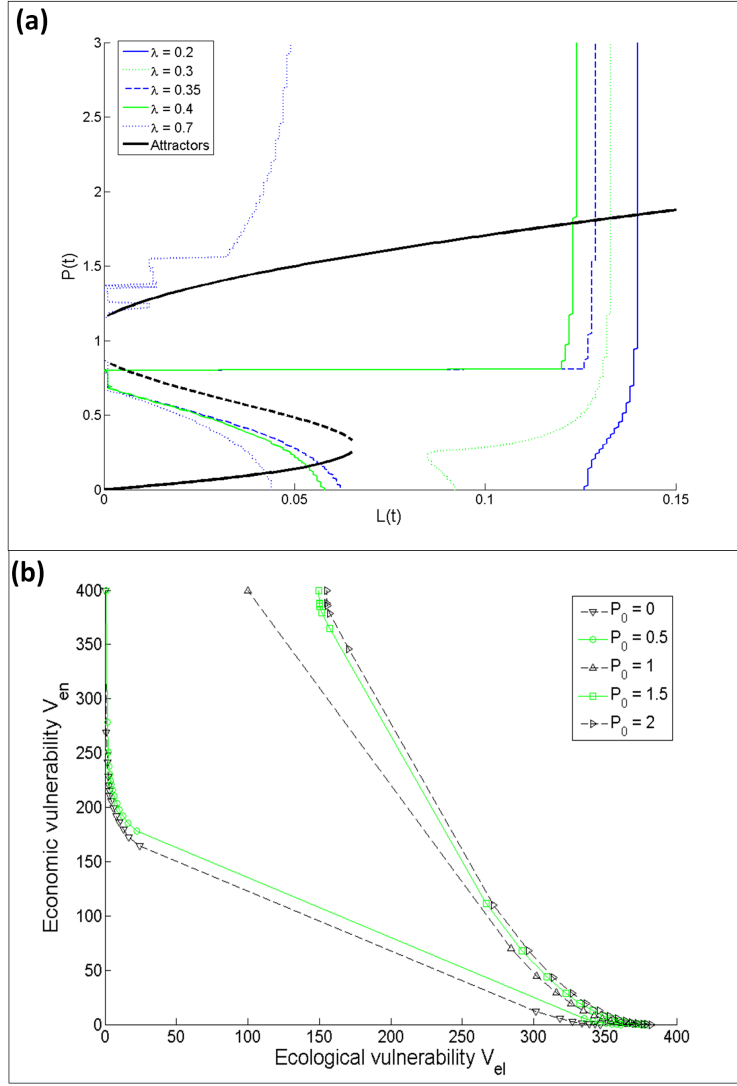 (a)
3
2.5
2
1.5
1
0.5
0
P(t)
λ = 0.2
λ = 0.3
λ = 0.35
λ = 0.4
λ = 0.7
Attractors
0 0.05 0.1 0.15
L(t)
(b)
400
350
300
250
200
150
100
50
0
Economic vulnerability V_en
P_0 = 0
P_0 = 0.5
P_0 = 1
P_0 = 1.5
P_0 = 2
0 50 100 150 200 250 300 350 400
Ecological vulnerability V_el